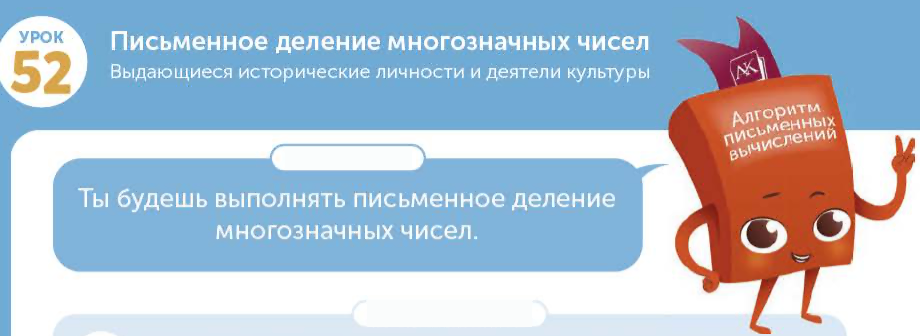 УРОК
52
Письменное деление многозначных чисел
Выдающиеся исторические личности и деятели культуры
АК
Алгоритм
письменных
вычислений
Ты будешь выполнять письменное деление
многозначных чисел.